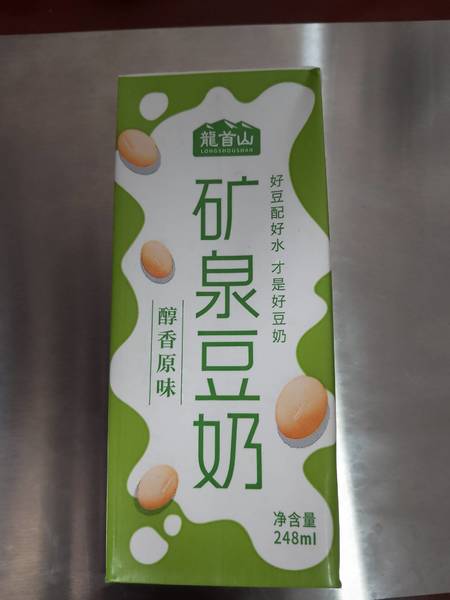 龍首山
LONGSHOUSHAN
矿泉豆奶
好豆配好水 才是好豆奶
醇香原味
净含量
248ml